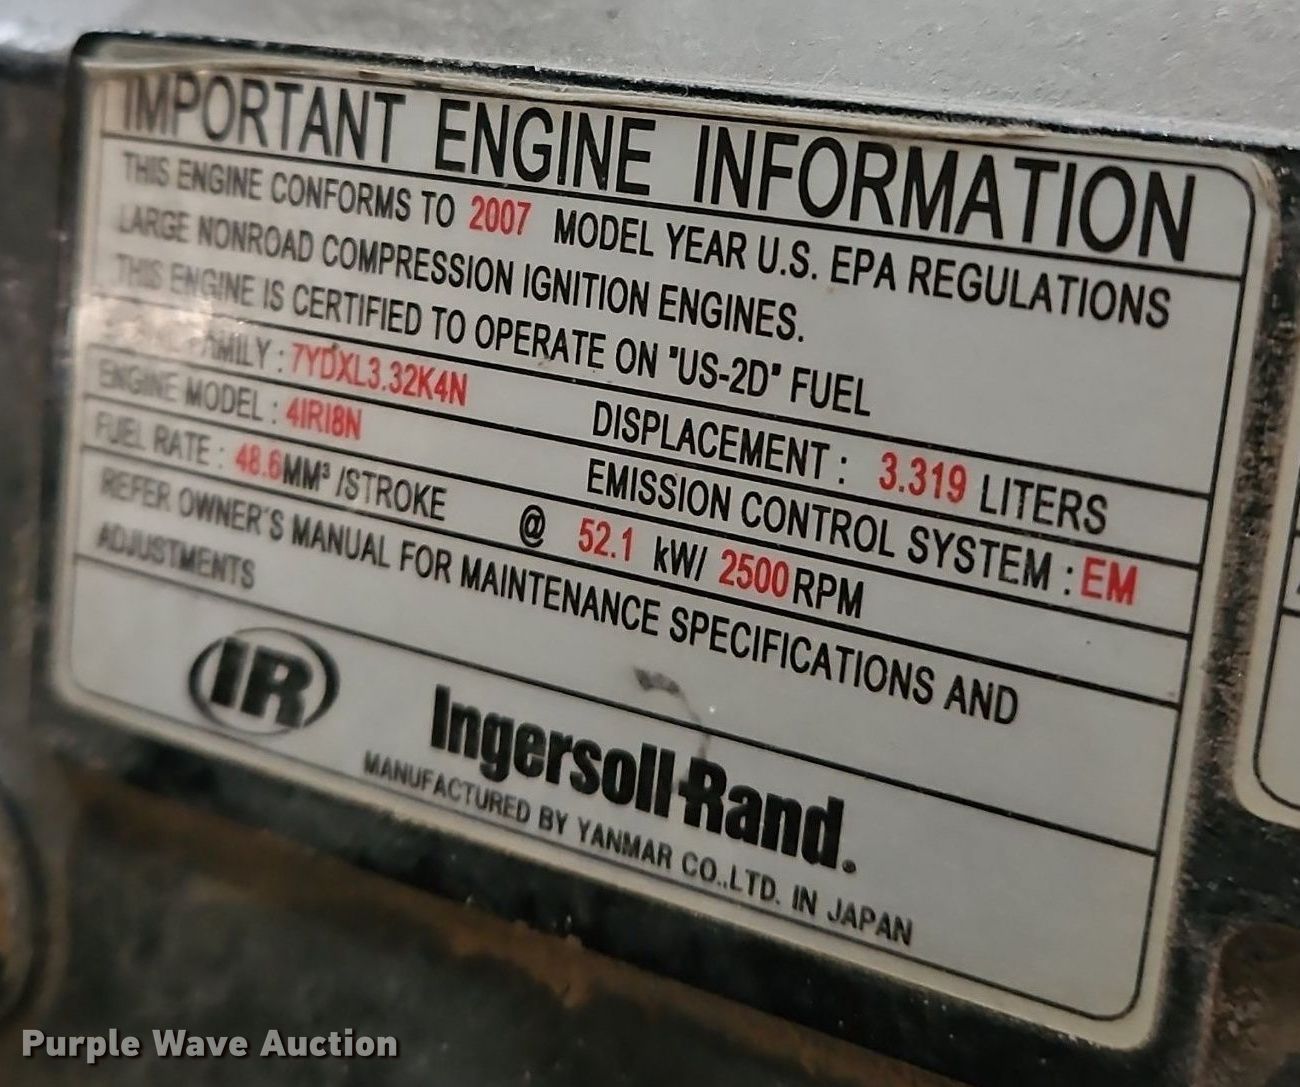 IMPORTANT ENGINE INFORMATION
THIS ENGINE CONFORMS TO 2007 MODEL YEAR U.S. EPA REGULATIONS
LARGE NONROAD COMPRESSION IGNITION ENGINES.
THIS ENGINE IS CERTIFIED TO OPERATE ON "US-2D" FUEL
FAMILY : 7YDXL3.32K4N DISPLACEMENT : 3.319 LITERS
ENGINE MODEL : 4IRI8N EMISSION CONTROL SYSTEM : EM
FUEL RATE : 48.6MM³ /STROKE @ 52.1 kW/ 2500 RPM
REFER OWNER'S MANUAL FOR MAINTENANCE SPECIFICATIONS AND
ADJUSTMENTS
IR Ingersoll-Rand.
MANUFACTURED BY YANMAR CO.,LTD. IN JAPAN
Purple Wave Auction